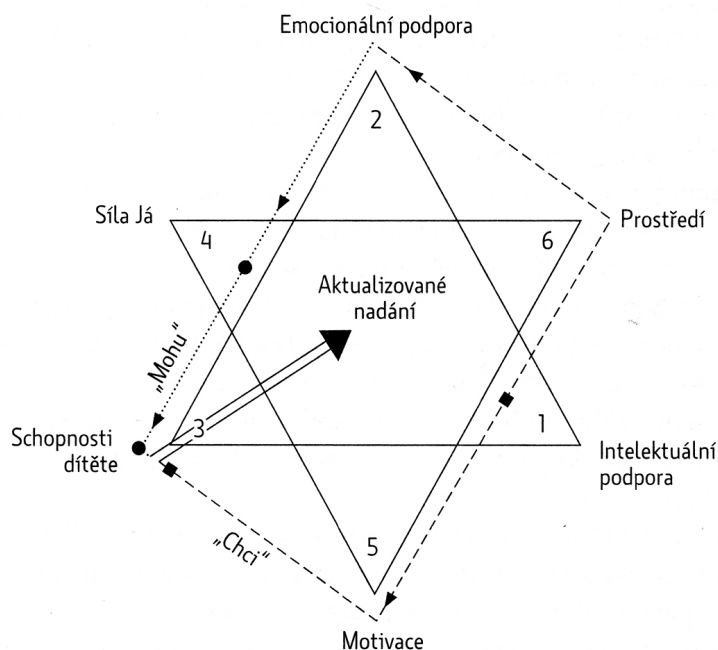 Emocionální podpora
2
Síla Já
4
6
Prostředí
Aktualizované
nadání
„Mohu“
Schopnosti
dítěte
3
1
Intelektuální
podpora
„Chci“
5
Motivace